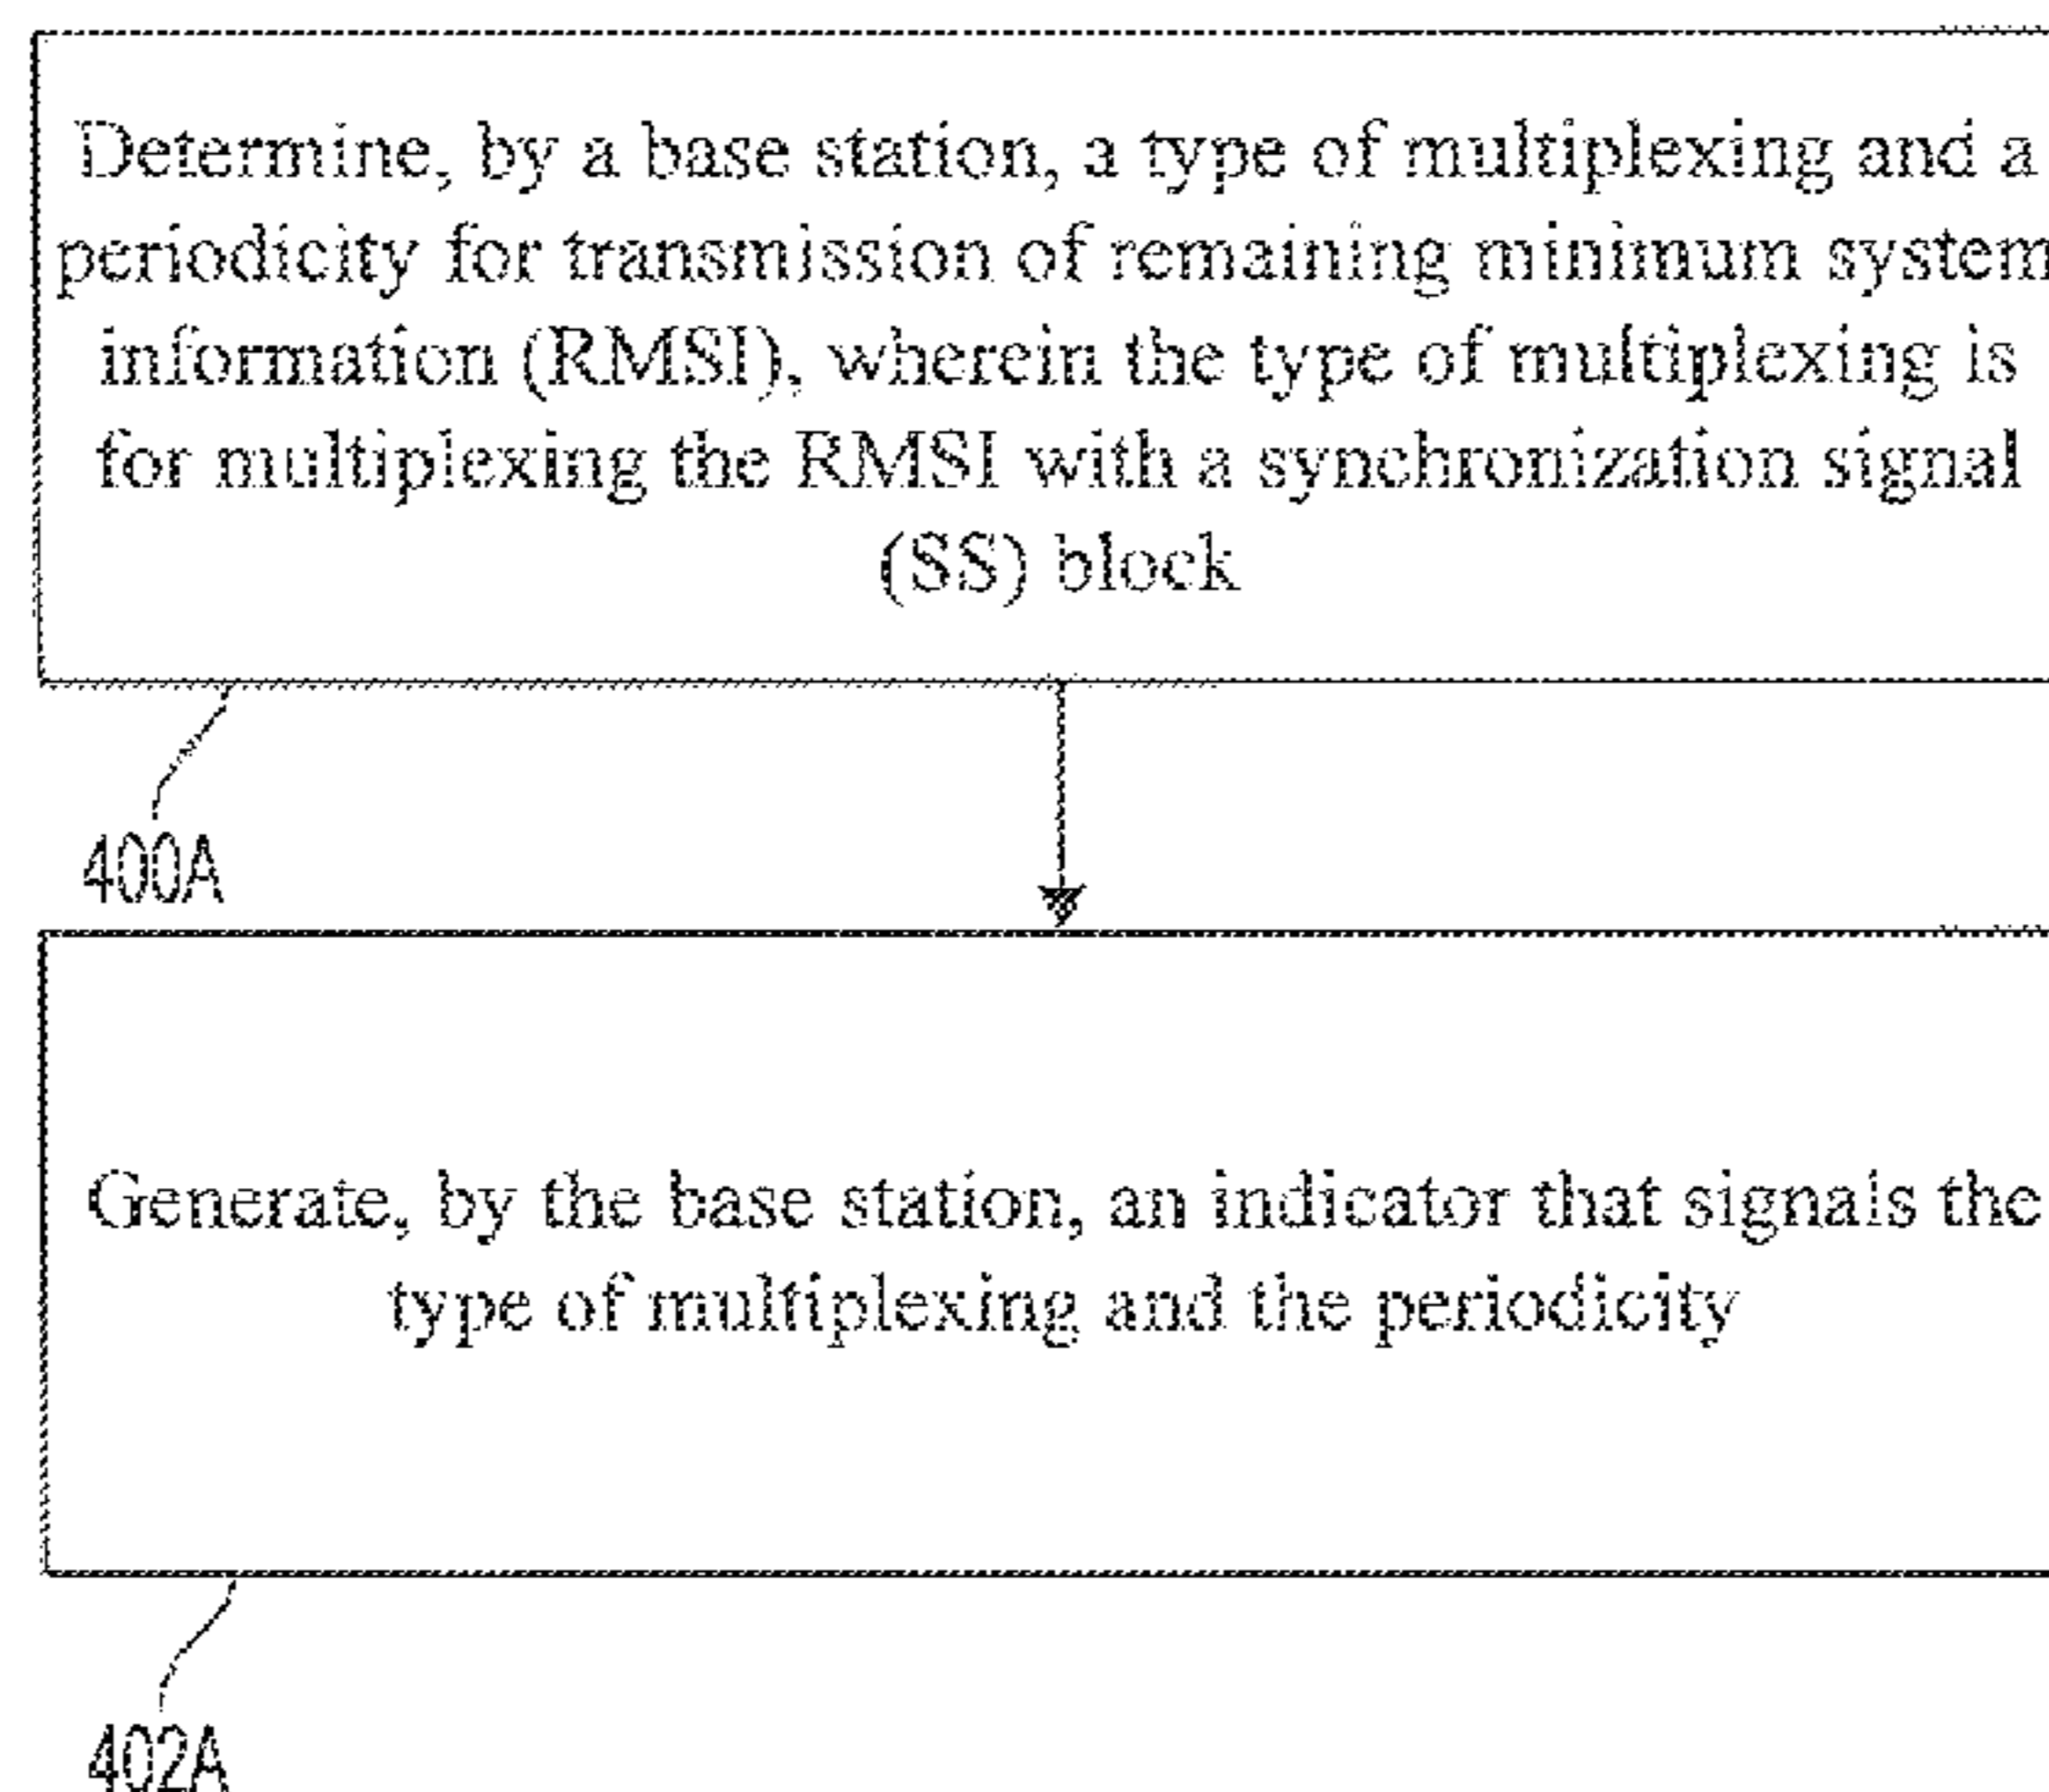 Determine, by a base station, a type of multiplexing and a
periodicity for transmission of remaining minimum system
information (RMSI), wherein the type of multiplexing is
for multiplexing the RMSI with a synchronization signal
(SS) block
400A
Generate, by the base station, an indicator that signals the
type of multiplexing and the periodicity
402A